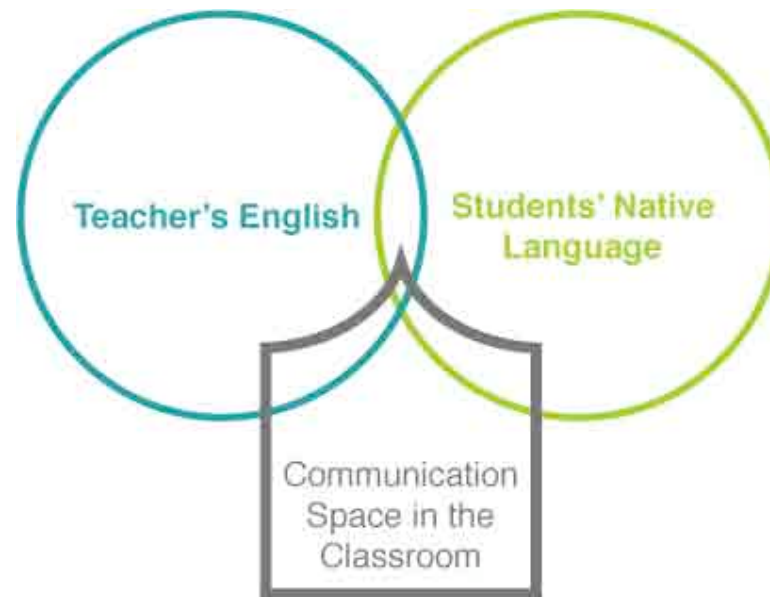 Teacher's English
Students' Native
Language
Communication
Space in the
Classroom